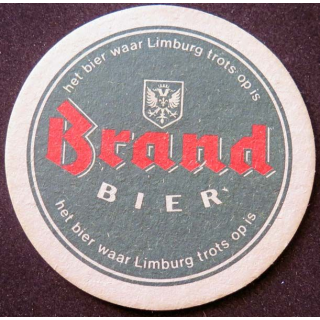 het bier waar Limburg trots op is
Brand
BIER
het bier waar Limburg trots op is